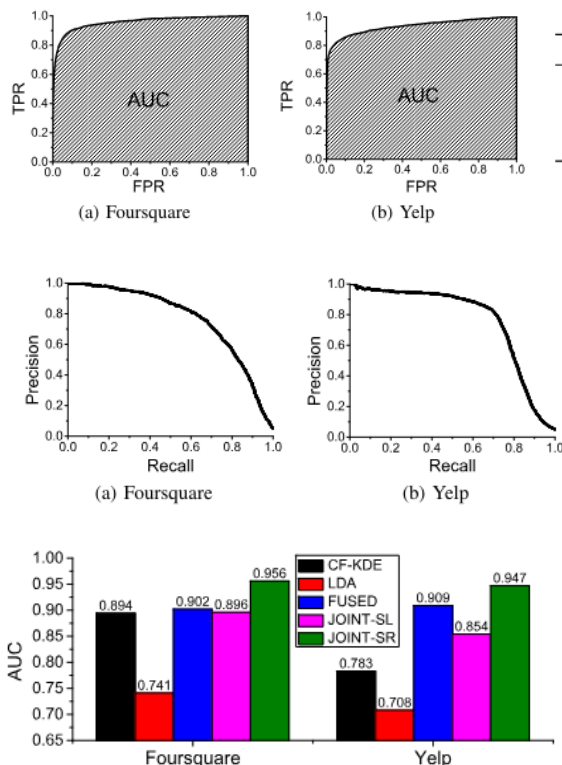 1.0
0.8
0.6
0.4
0.2
0.0
TPR
AUC
0.0 0.2 0.4 0.6 0.8 1.0
FPR
(a) Foursquare
1.0
0.8
0.6
0.4
0.2
0.0
TPR
AUC
0.0 0.2 0.4 0.6 0.8 1.0
FPR
(b) Yelp
1.0
0.8
0.6
0.4
0.2
0.0
Precision
0.0 0.2 0.4 0.6 0.8 1.0
Recall
(a) Foursquare
1.0
0.8
0.6
0.4
0.2
0.0
Precision
0.0 0.2 0.4 0.6 0.8 1.0
Recall
(b) Yelp
1.00
0.95
0.90
0.85
0.80
0.75
0.70
0.65
AUC
CF-KDE
LDA
FUSED
JOINT-SL
JOINT-SR
0.894
0.741
0.902
0.896
0.956
0.783
0.708
0.909
0.854
0.947
Foursquare Yelp